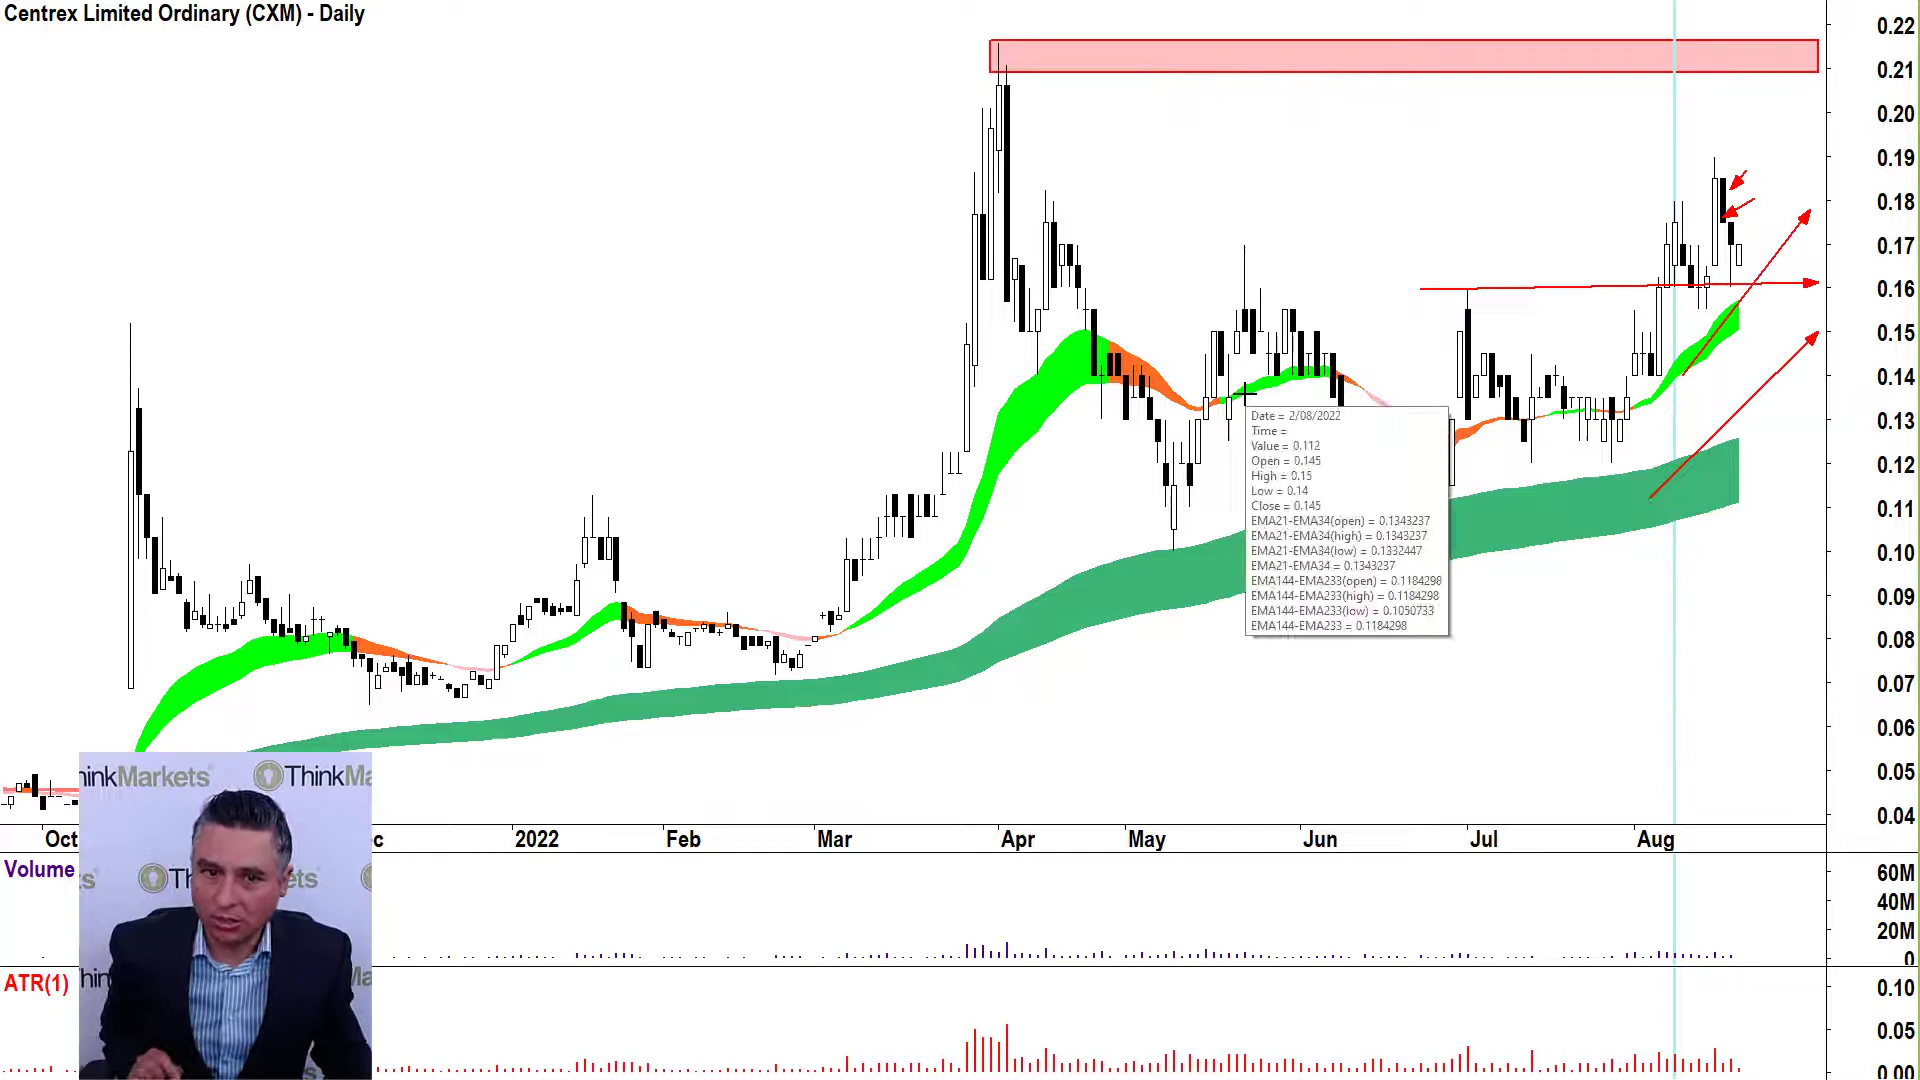 Centrex Limited Ordinary (CXM) - Daily
0.22
0.21
0.20
0.19
0.18
0.17
0.16
0.15
0.14
0.13
0.12
0.11
0.10
0.09
0.08
0.07
0.06
0.05
0.04
Date = 2/08/2022
Time =
Value = 0.112
Open = 0.145
High = 0.15
Low = 0.14
Close = 0.145
EMA21-EMA34(open) = 0.1343237
EMA21-EMA34(high) = 0.1343237
EMA21-EMA34(low) = 0.1332447
EMA21-EMA34 = 0.1343237
EMA144-EMA233(open) = 0.1184298
EMA144-EMA233(high) = 0.1184298
EMA144-EMA233(low) = 0.1050733
EMA144-EMA233 = 0.1184298
Oct
2022
Feb
Mar
Apr
May
Jun
Jul
Aug
Volume
60M
40M
20M
0
ATR(1)
0.10
0.05
0.00
inkMarkets
ThinkMa
Th
ets
s
Thin
Ma